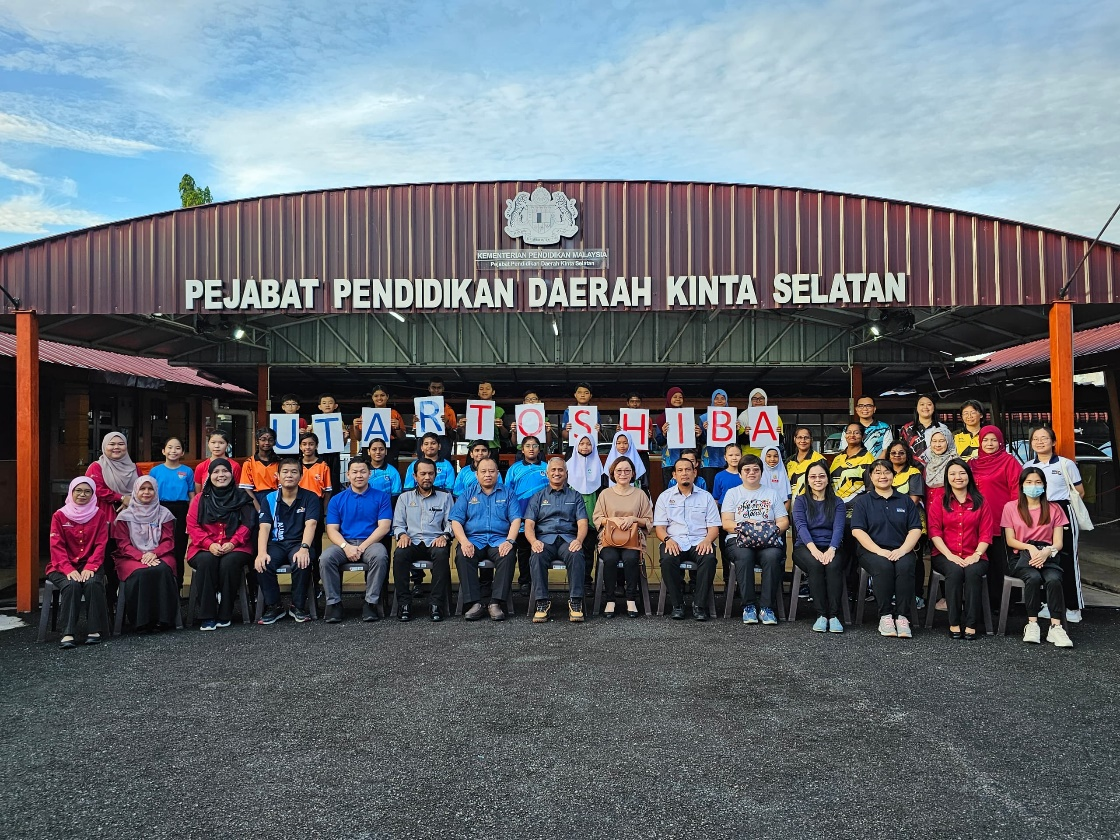 KEMENTERIAN PENDIDIKAN MALAYSIA
Pejabat Pendidikan Daerah Kinta Selatan
PEJABAT PENDIDIKAN DAERAH KINTA SELATAN
UTAR TOSHIBA